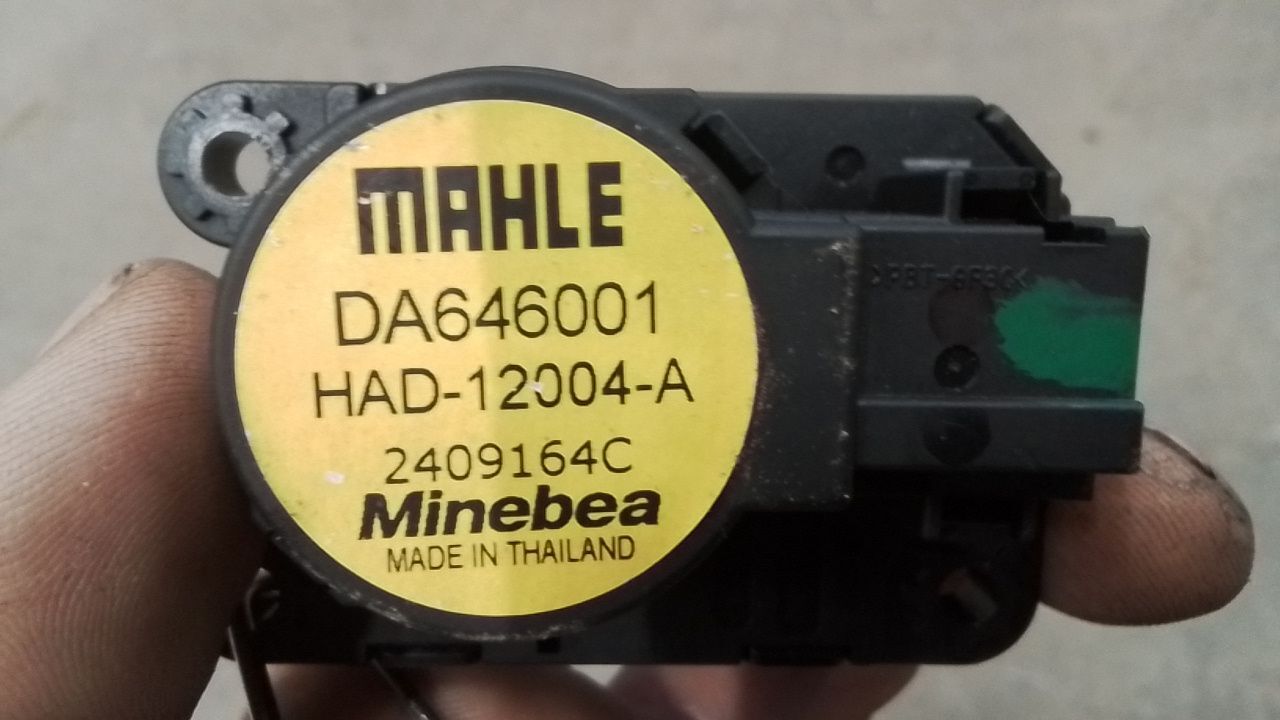 MAHLE
DA646001
HAD-12004-A
2409164C
Minebea
MADE IN THAILAND